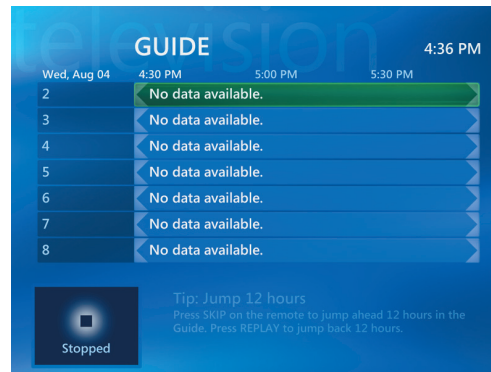 television
GUIDE 4:36 PM
Wed, Aug 04 4:30 PM 5:00 PM 5:30 PM
2 No data available.
3 No data available.
4 No data available.
5 No data available.
6 No data available.
7 No data available.
8 No data available.
Tip: Jump 12 hours
Press SKIP on the remote to jump ahead 12 hours in the
Guide. Press REPLAY to jump back 12 hours.
Stopped